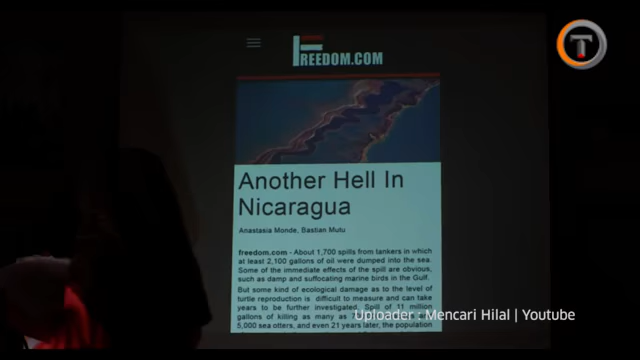 FREEDOM.COM
T
Another Hell In
Nicaragua
Anastasia Monde, Bastian Mutu
freedom.com - About 1,700 spills from tankers in which
at least 2,100 gallons of oil were dumped into the sea.
Some of the immediate effects of the spill are obvious,
such as damp and suffocating marine birds in the Gulf.
But some kind of ecological damage as to the level of
turtle reproduction is difficult to measure and can take
years to be further investigated. Spill of 11 million
gallons of killing as many as
5,000 sea otters, and even 21 years later, the population
Uploader : Mencari Hilal | Youtube